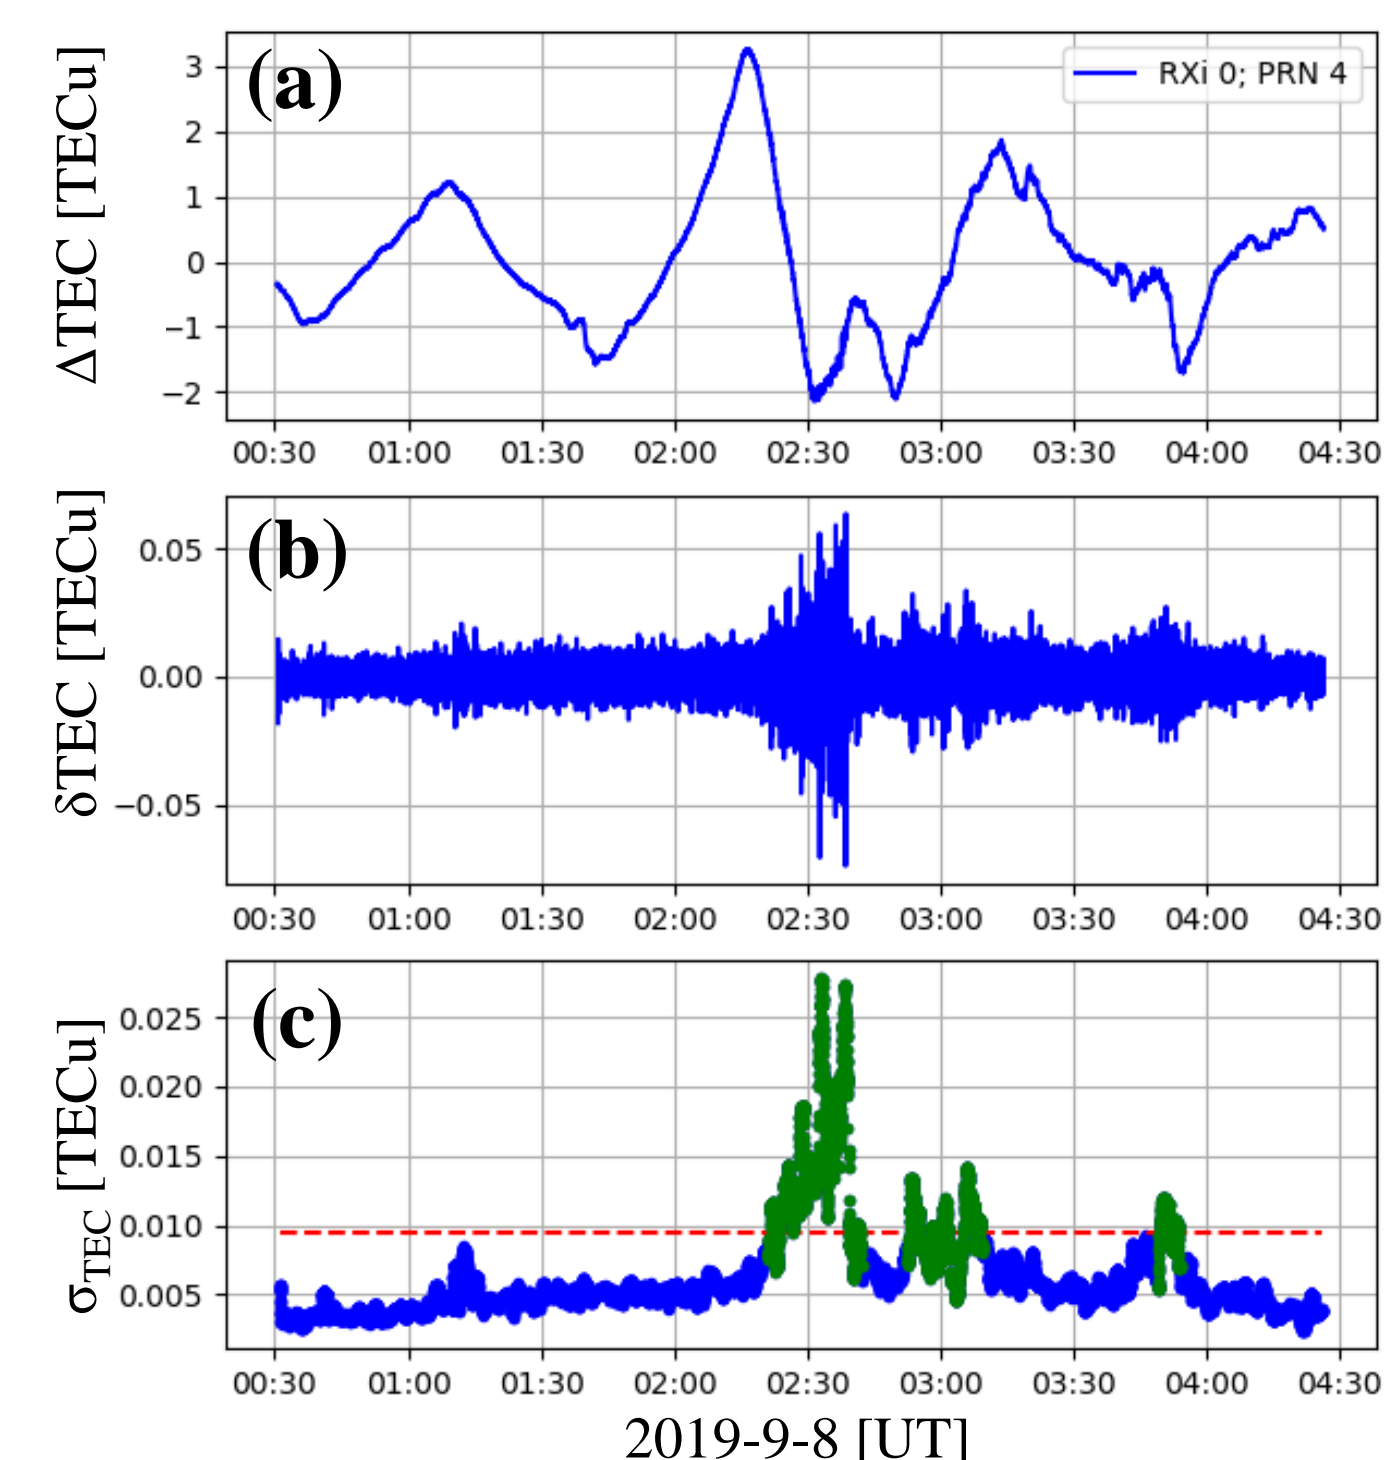 (a)
RXi 0; PRN 4
ΔTEC [TECu]
3
2
1
0
−1
−2
00:30 01:00 01:30 02:00 02:30 03:00 03:30 04:00 04:30
(b)
δTEC [TECu]
0.05
0.00
−0.05
00:30 01:00 01:30 02:00 02:30 03:00 03:30 04:00 04:30
(c)
σTEC [TECu]
0.025
0.020
0.015
0.010
0.005
00:30 01:00 01:30 02:00 02:30 03:00 03:30 04:00 04:30
2019-9-8 [UT]